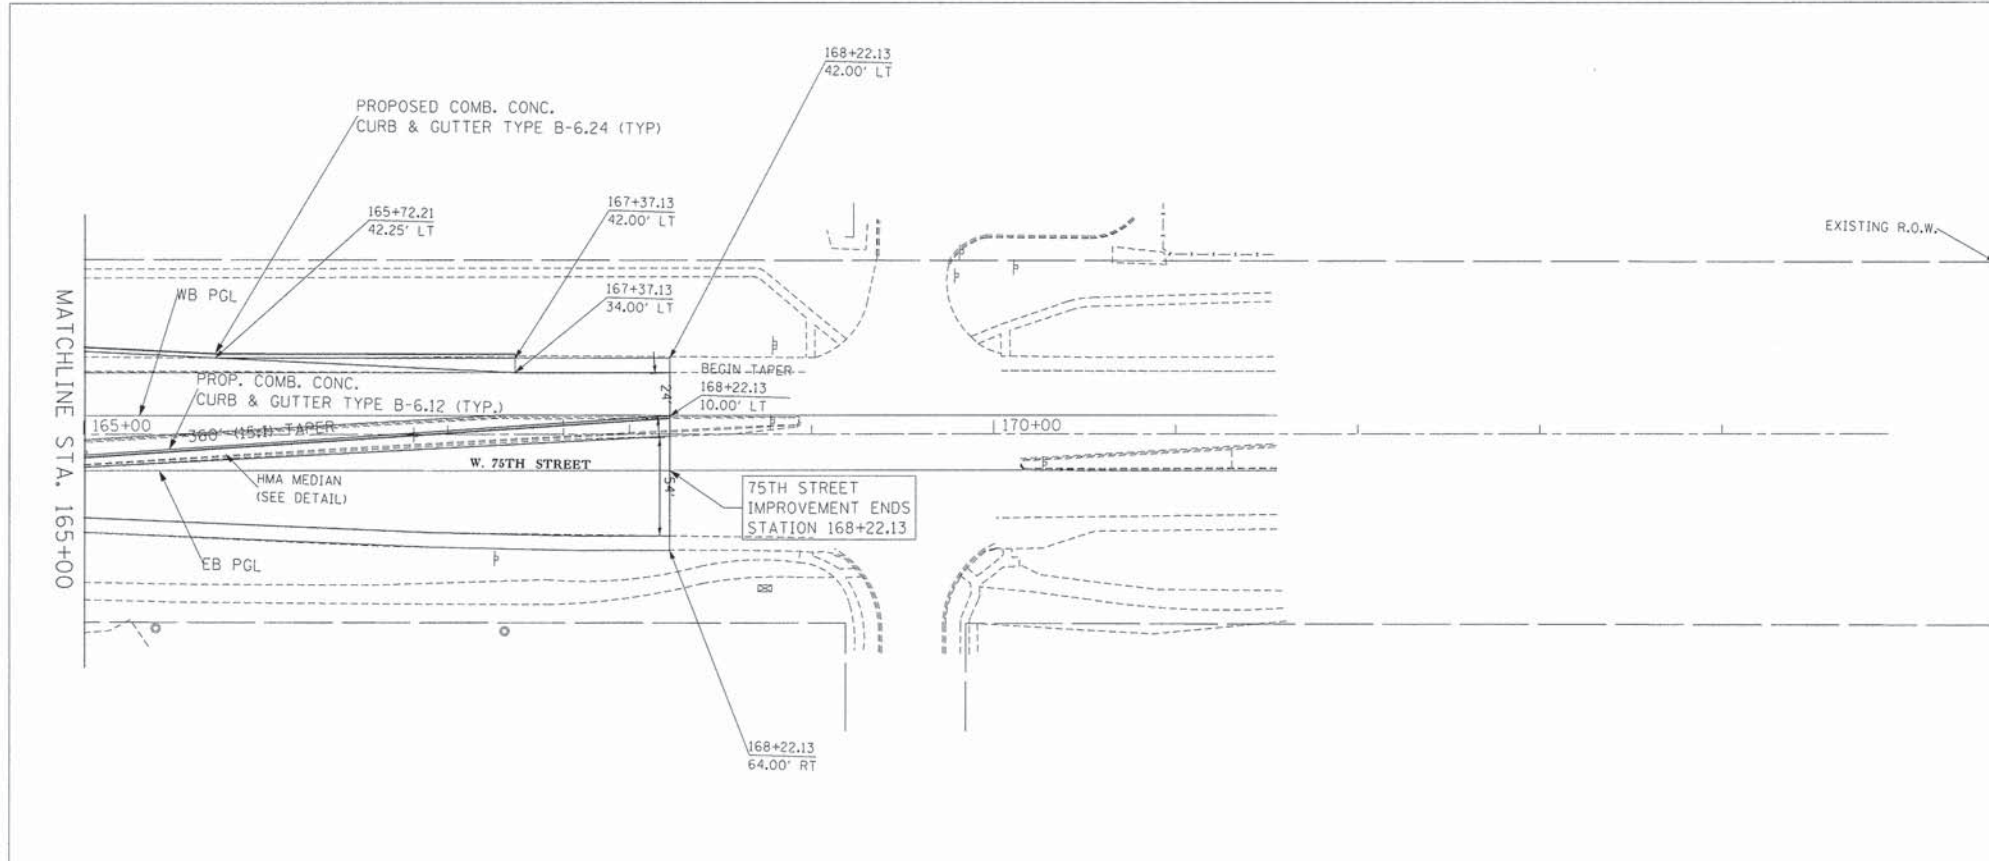 168+22.13
42.00' LT
PROPOSED COMB. CONC.
CURB & GUTTER TYPE B-6.24 (TYP)
165+72.21
42.25' LT
167+37.13
42.00' LT
EXISTING R.O.W.
WB PGL
167+37.13
34.00' LT
MATCHLINE STA. 165+00
PROP. COMB. CONC.
CURB & GUTTER TYPE B-6.12 (TYP.)
BEGIN TAPER
168+22.13
10.00' LT
24'
165+00
360' (15:1) TAPER
170+00
W. 75TH STREET
HMA MEDIAN
(SEE DETAIL)
54'
75TH STREET
IMPROVEMENT ENDS
STATION 168+22.13
EB PGL
168+22.13
64.00' RT